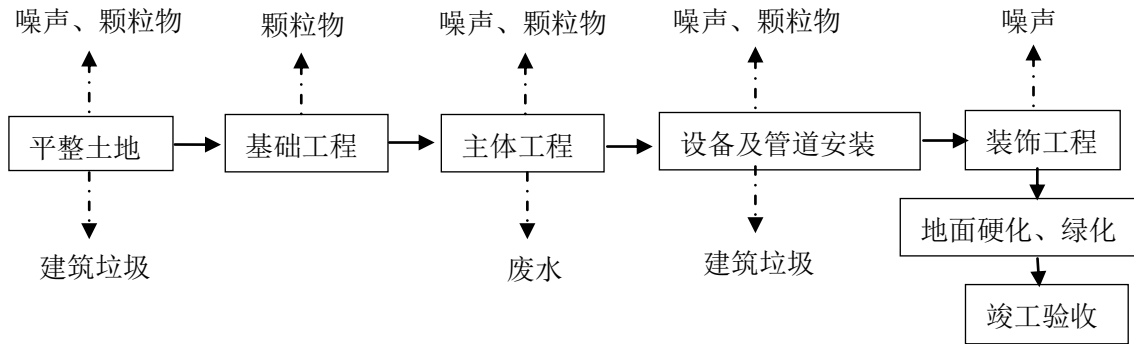 噪声、颗粒物
颗粒物
噪声、颗粒物
噪声、颗粒物
噪声
平整土地
基础工程
主体工程
设备及管道安装
装饰工程
建筑垃圾
废水
建筑垃圾
地面硬化、绿化
竣工验收